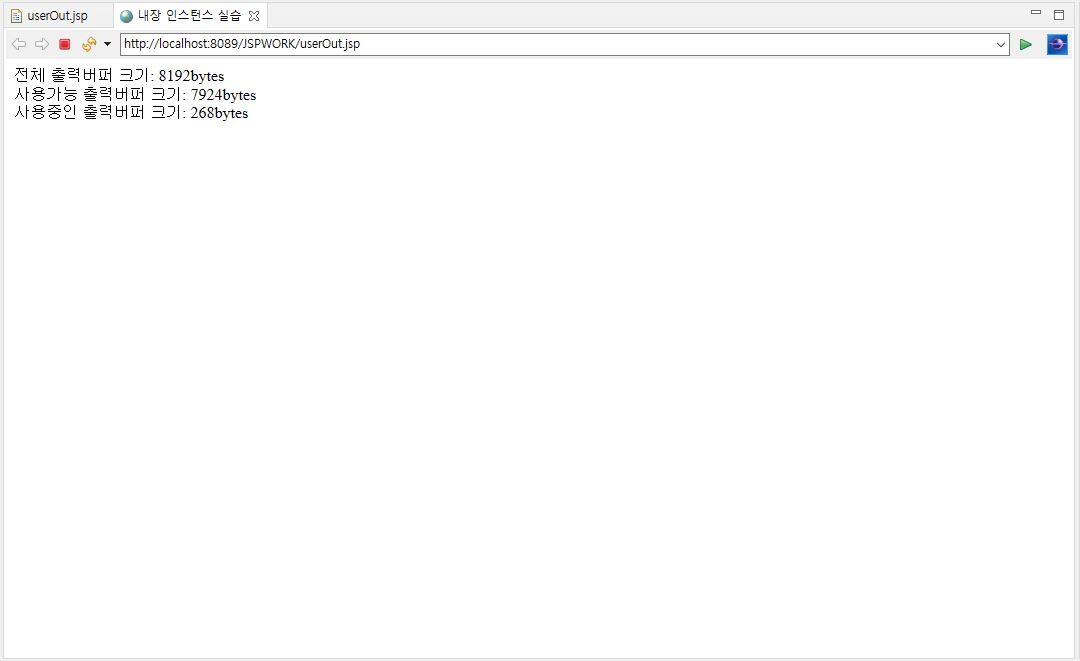 userOut.jsp
내장 인스턴스 실습
http://localhost:8089/JSPWORK/userOut.jsp
전체 출력버퍼 크기: 8192bytes
사용가능 출력버퍼 크기: 7924bytes
사용중인 출력버퍼 크기: 268bytes